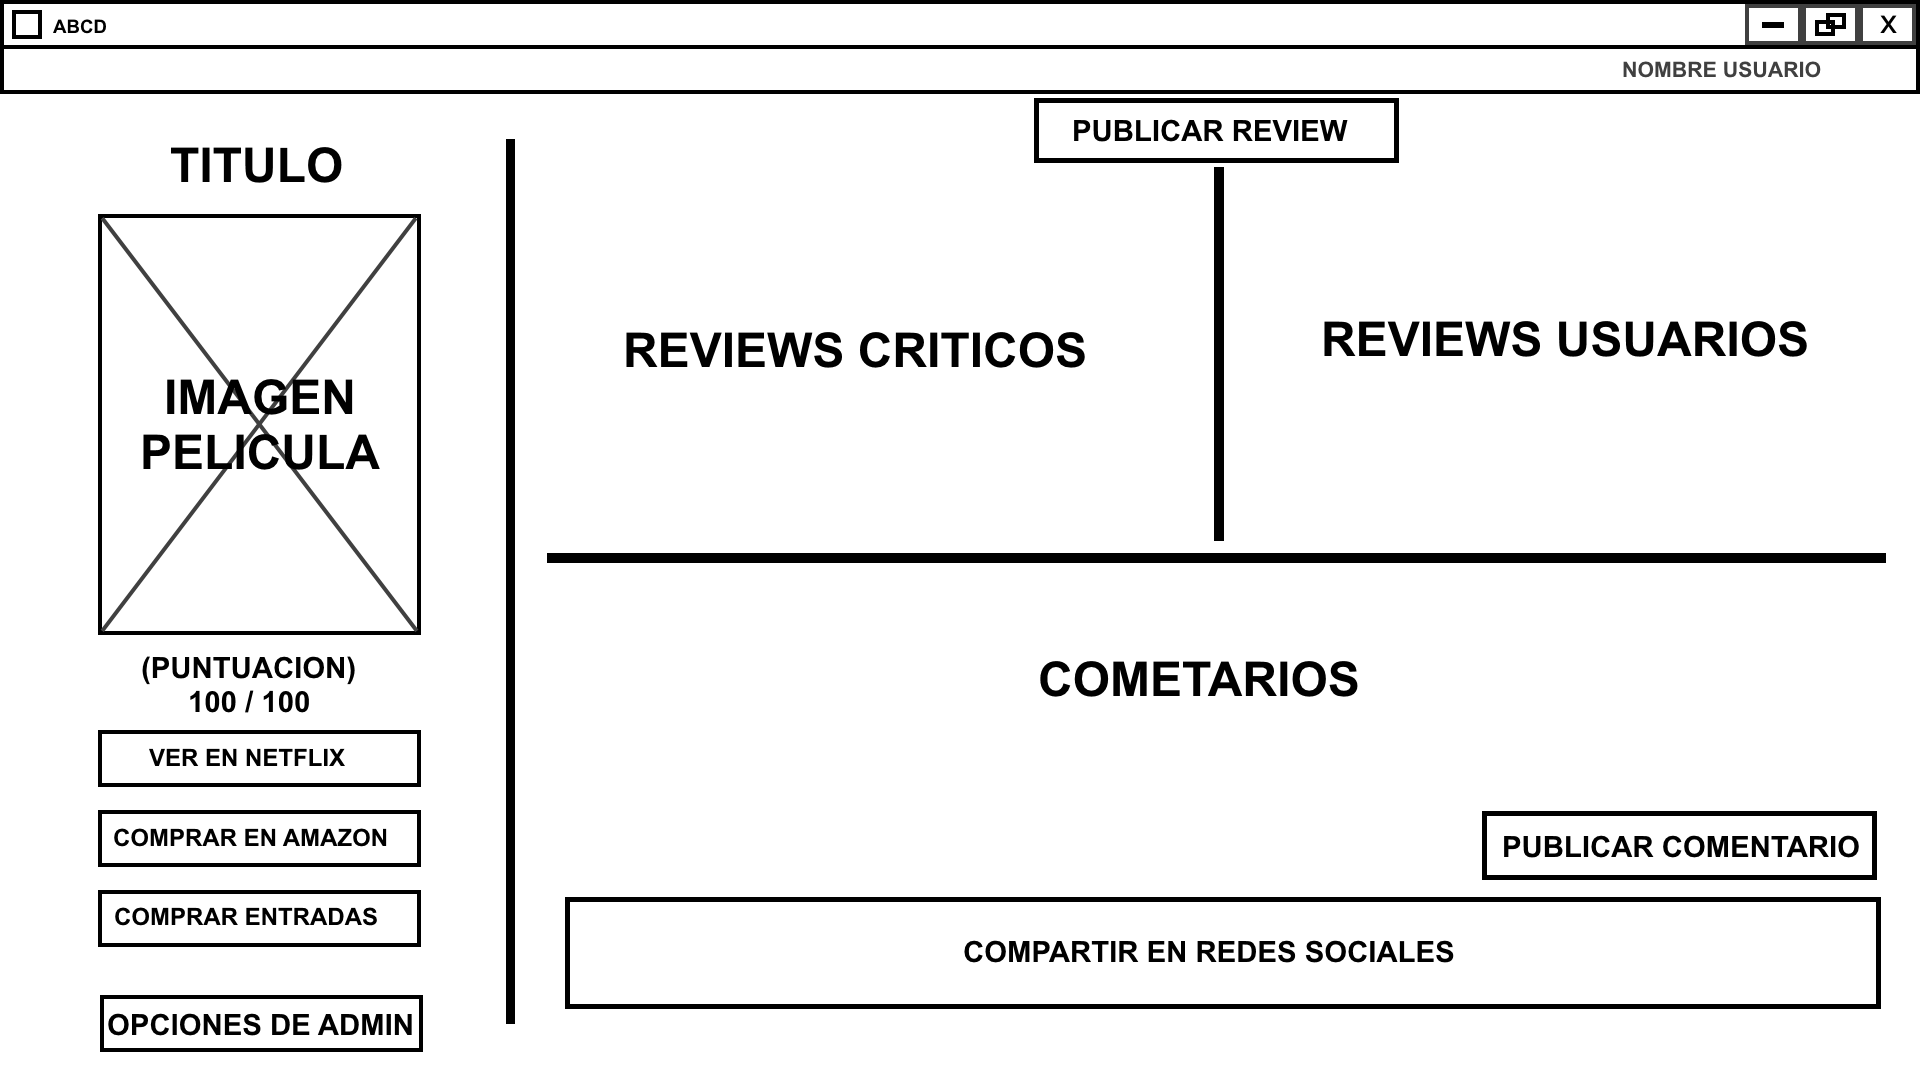 ABCD
X
NOMBRE USUARIO
TITULO
IMAGEN
PELICULA
(PUNTUACION)
100 / 100
VER EN NETFLIX
COMPRAR EN AMAZON
COMPRAR ENTRADAS
OPCIONES DE ADMIN
PUBLICAR REVIEW
REVIEWS CRITICOS
REVIEWS USUARIOS
COMETARIOS
PUBLICAR COMENTARIO
COMPARTIR EN REDES SOCIALES